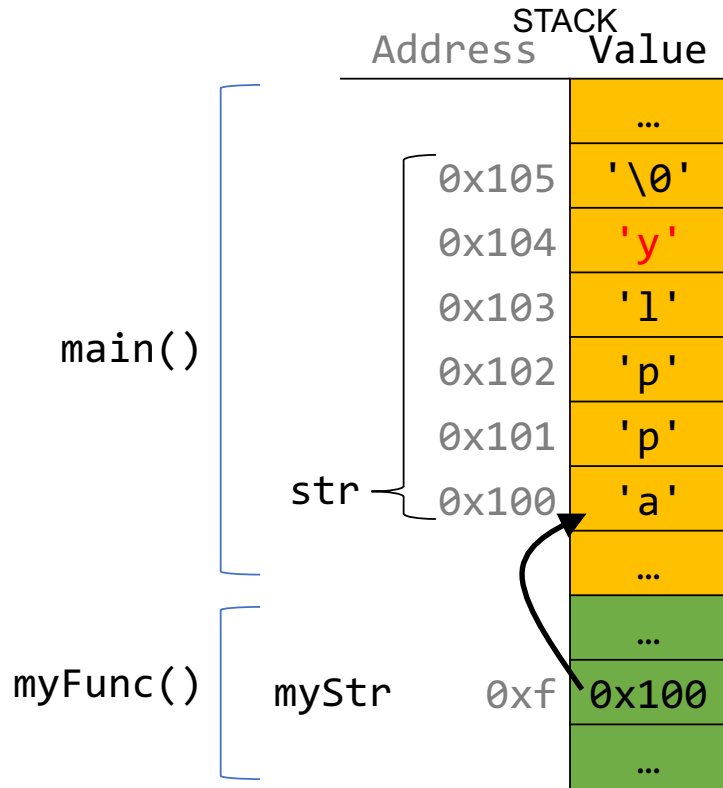 STACK
Address Value
…
0x105 '\0'
0x104 'y'
0x103 'l'
main()
0x102 'p'
0x101 'p'
str 0x100 'a'
…
…
myFunc() myStr 0xf 0x100
…